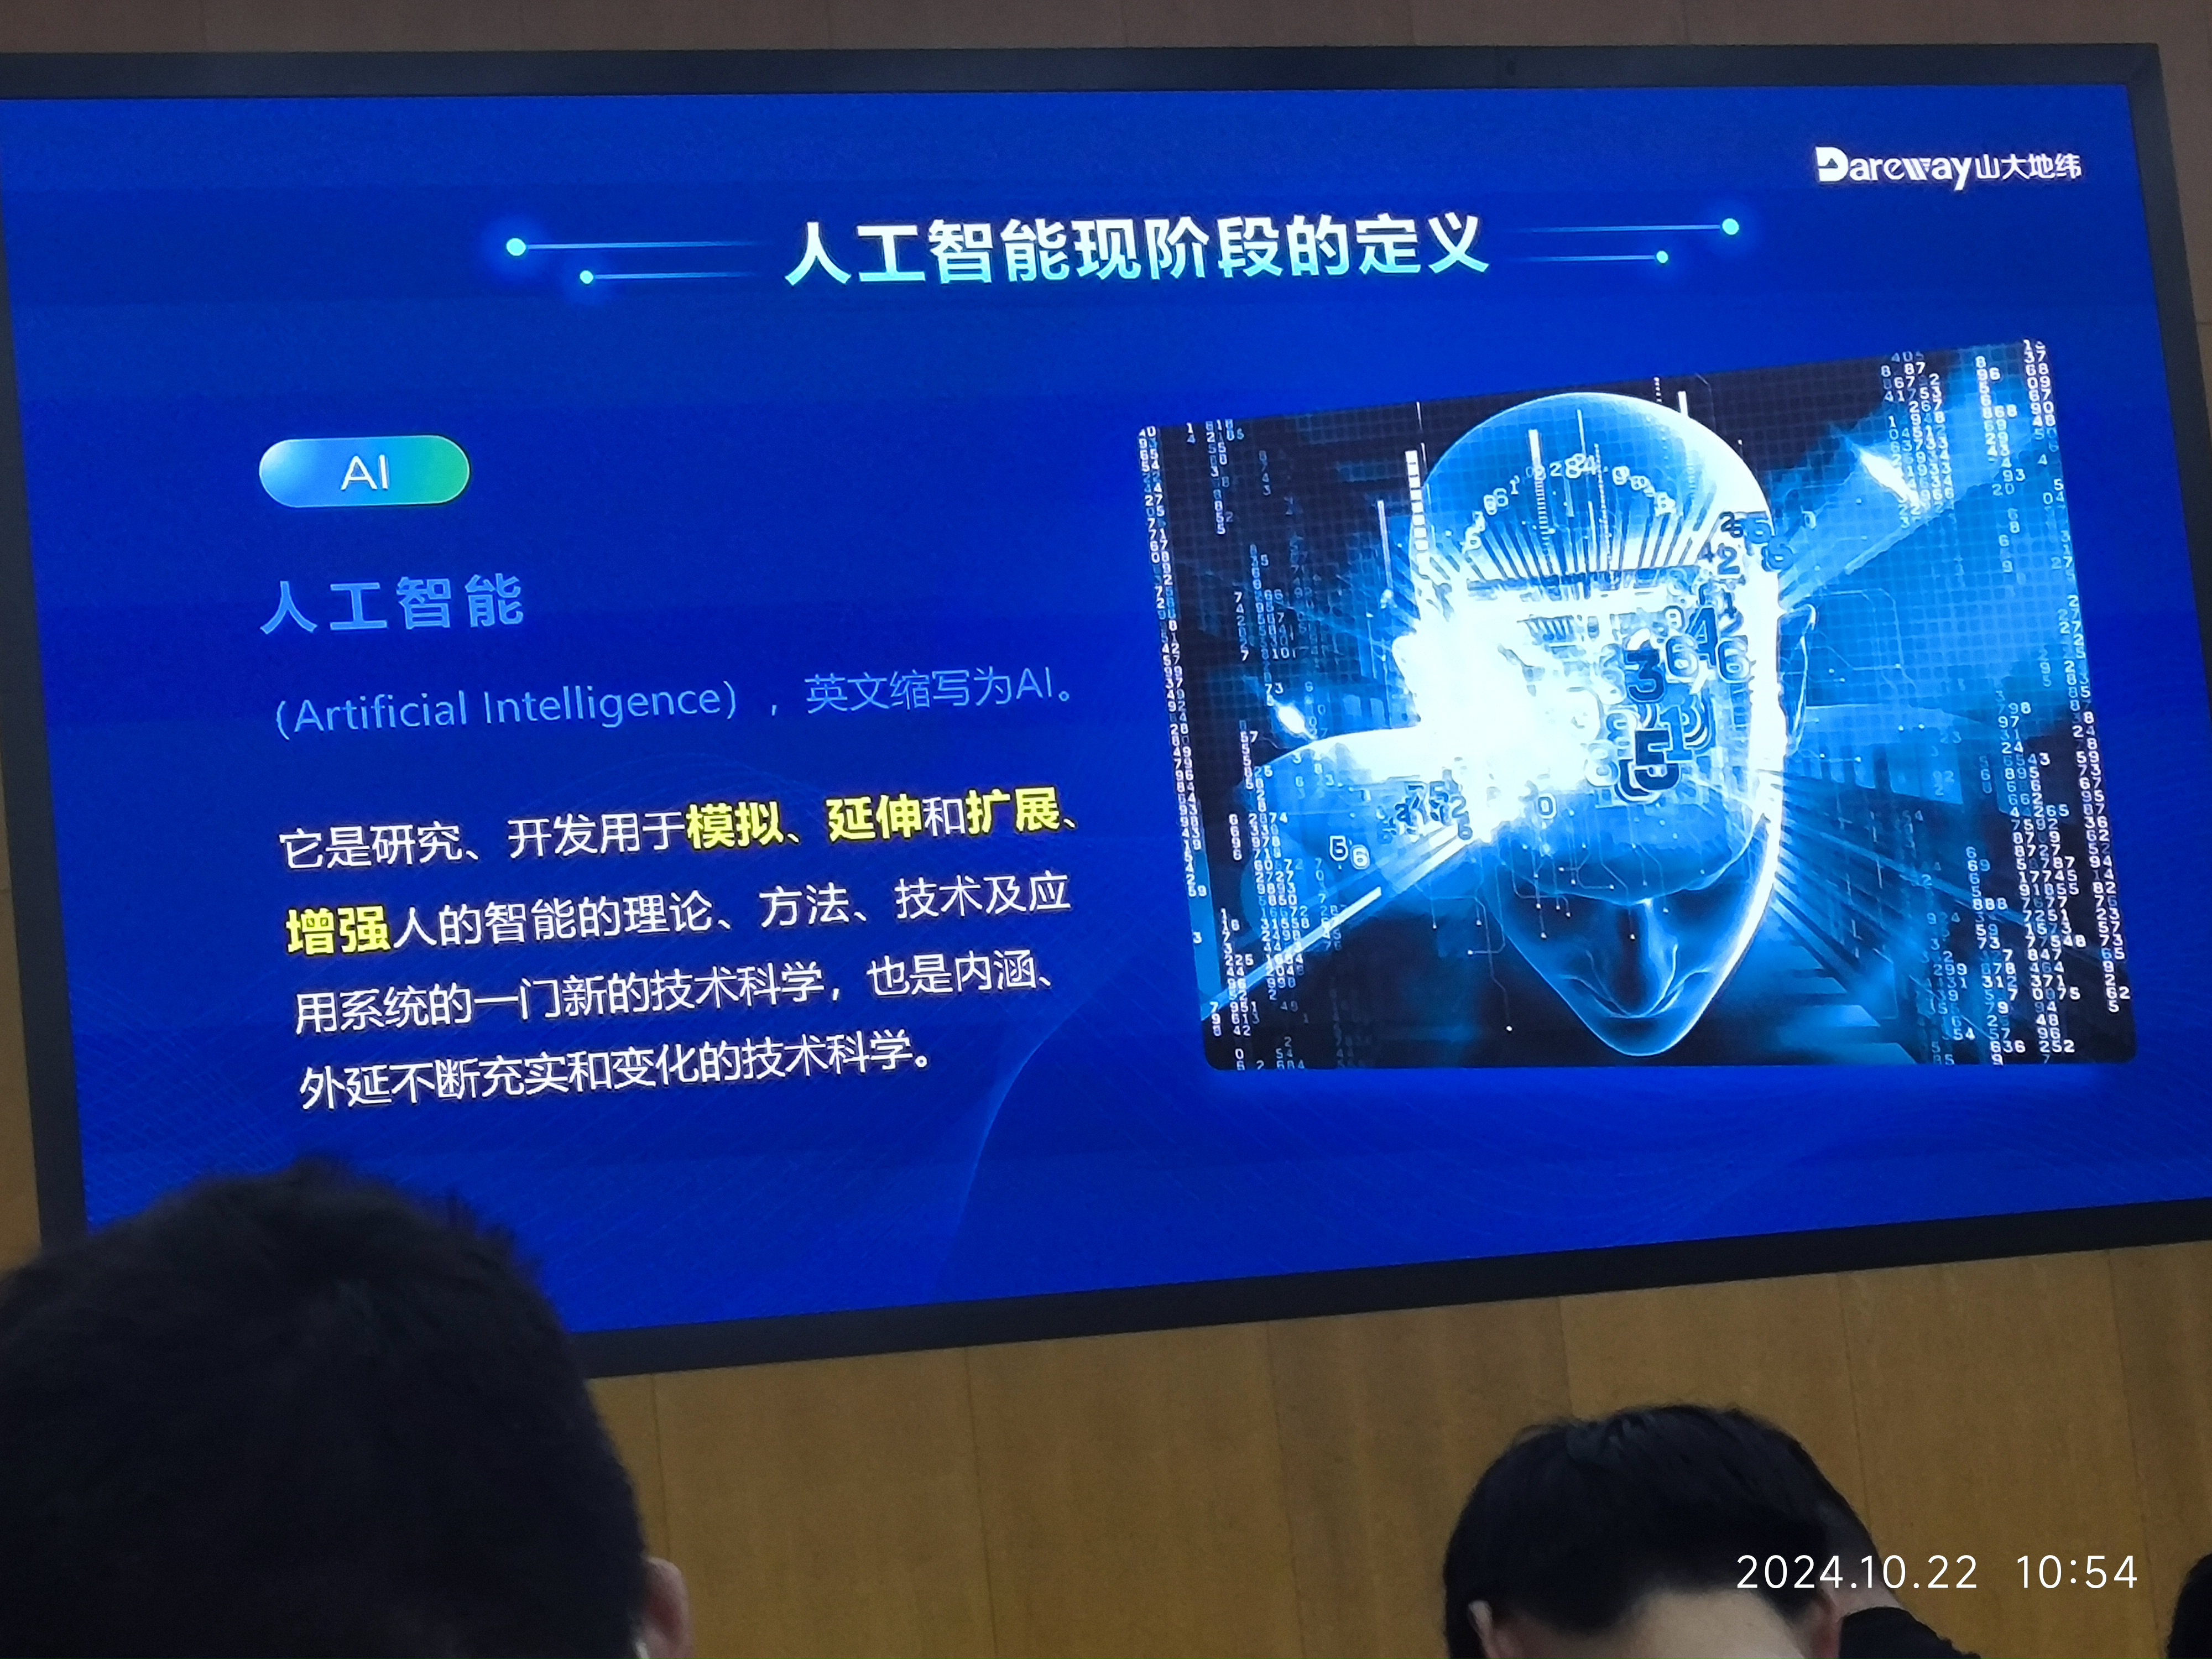 Dareway山大地纬
人工智能现阶段的定义
AI
人工智能
(Artificial Intelligence），英文缩写为AI。
它是研究、开发用于模拟、延伸和扩展、
增强人的智能的理论、方法、技术及应
用系统的一门新的技术科学，也是内涵、
外延不断充实和变化的技术科学。
2024.10.22 10:54